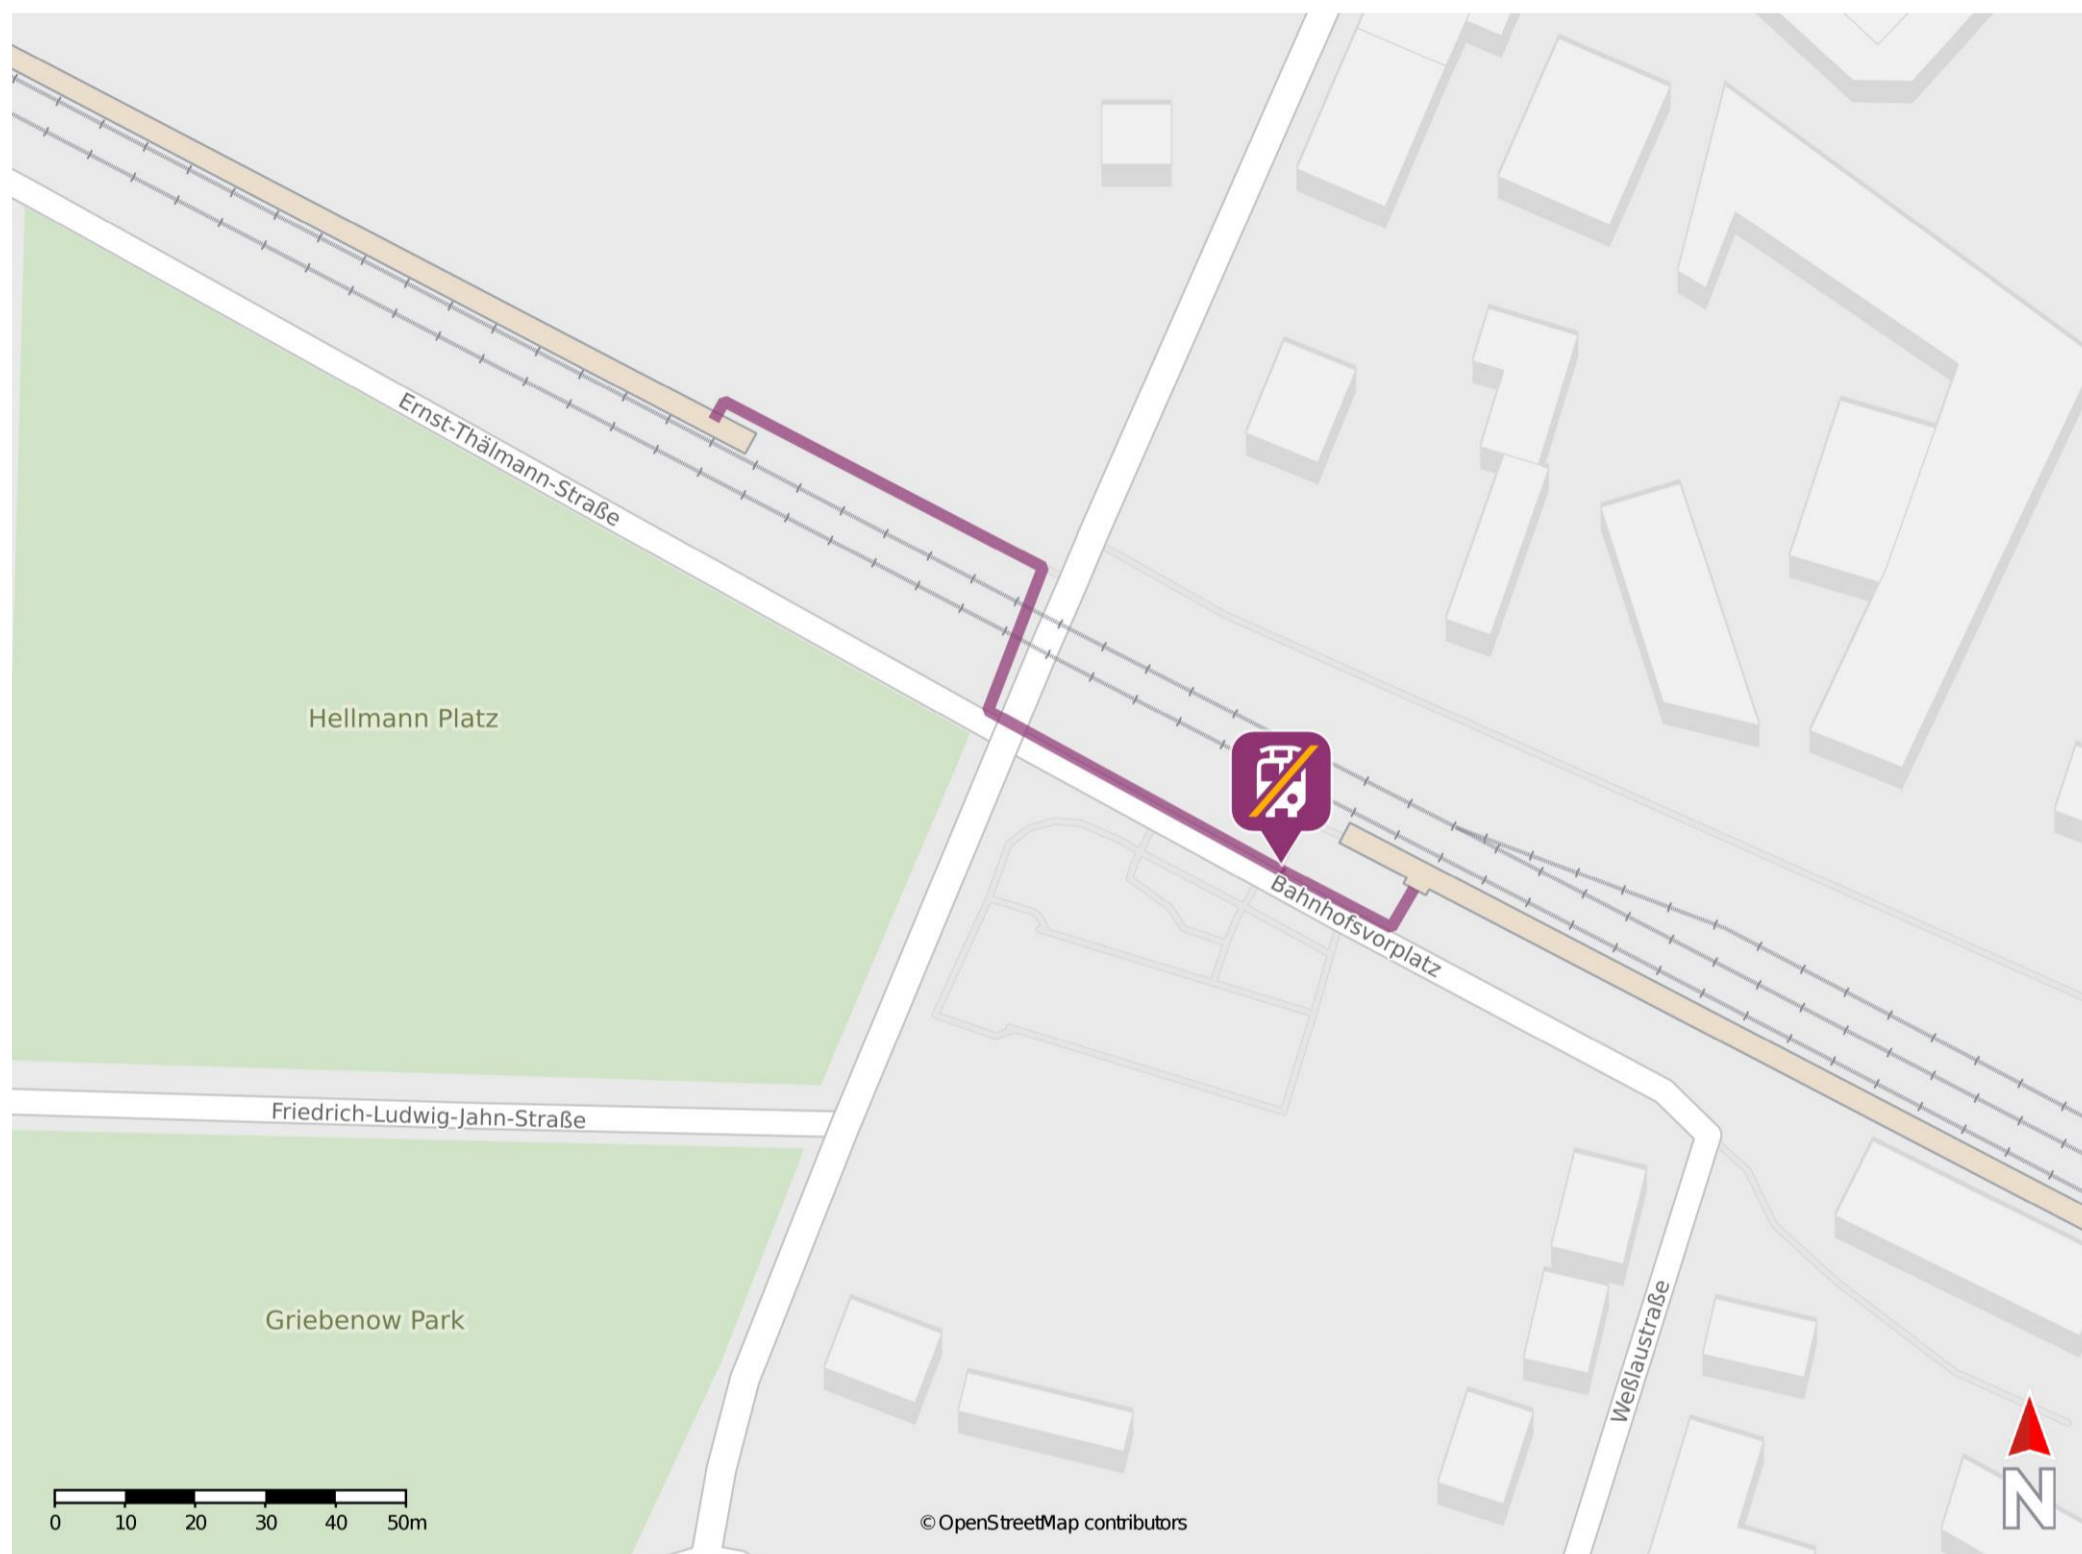 Ernst-Thälmann-Straße
Hellmann Platz
Bahnhofsvorplatz
Friedrich-Ludwig-Jahn-Straße
Griebenow Park
Weßlaustraße
N
0 10 20 30 40 50m
© OpenStreetMap contributors